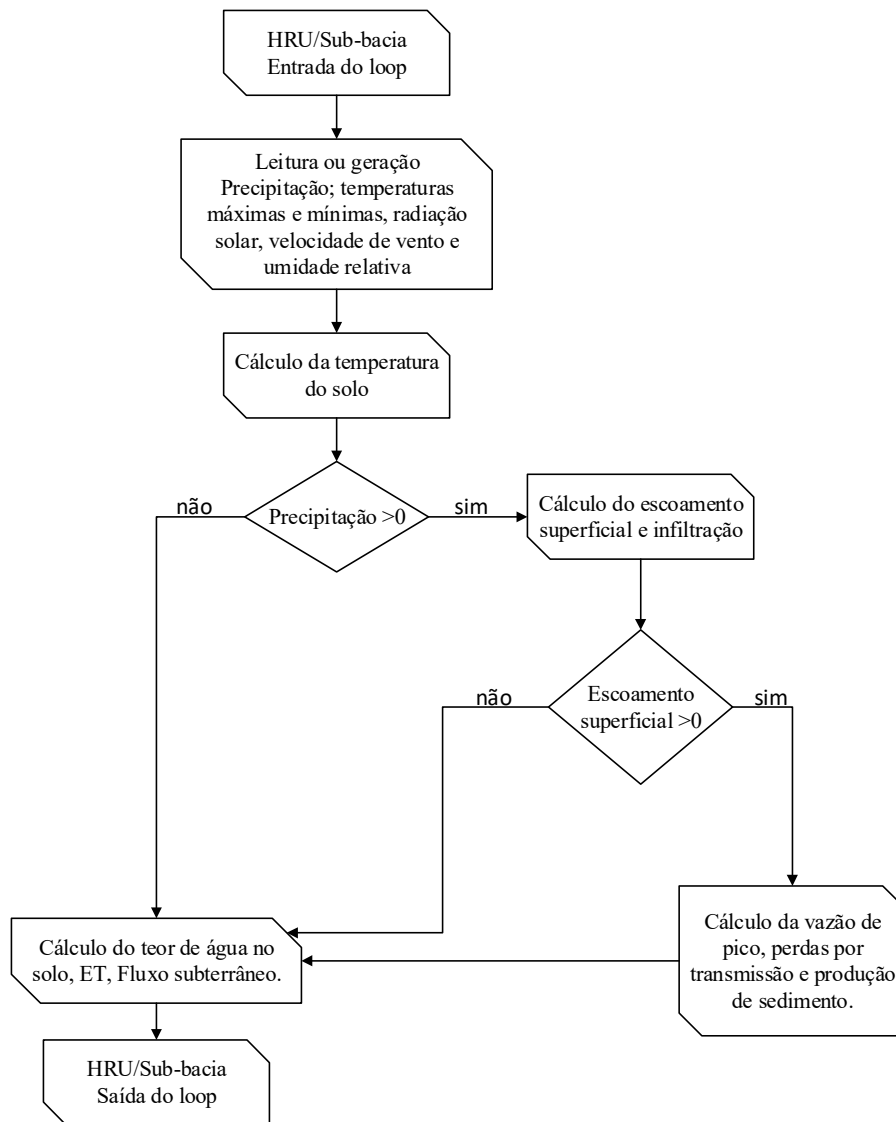 HRU/Sub-bacia
Entrada do loop
Leitura ou geração
Precipitação; temperaturas
máximas e mínimas, radiação
solar, velocidade de vento e
umidade relativa
Cálculo da temperatura
do solo
não
Precipitação >0
sim
Cálculo do escoamento
superficial e infiltração
não
Escoamento
superficial >0
sim
Cálculo da vazão de
pico, perdas por
transmissão e produção
de sedimento.
Cálculo do teor de água no
solo, ET, Fluxo subterrâneo.
HRU/Sub-bacia
Saída do loop